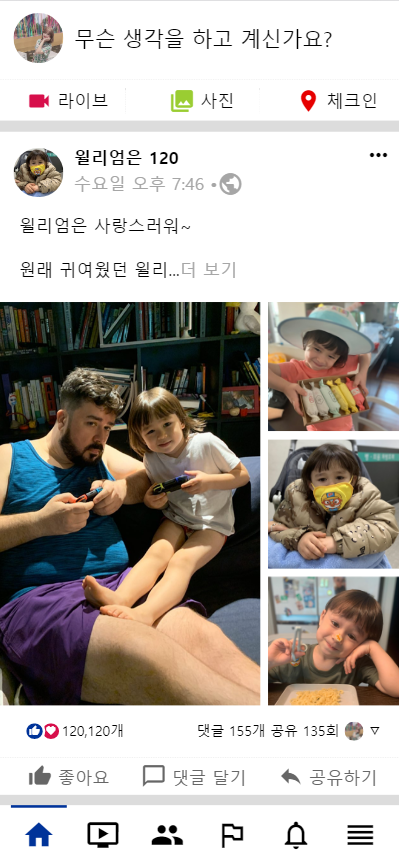 무슨 생각을 하고 계신가요?
라이브 사진 체크인
윌리엄은 120
수요일 오후 7:46
윌리엄은 사랑스러워~
원래 귀여웠던 윌리...더 보기
120,120개 댓글 155개 공유 135회
좋아요 댓글 달기 공유하기